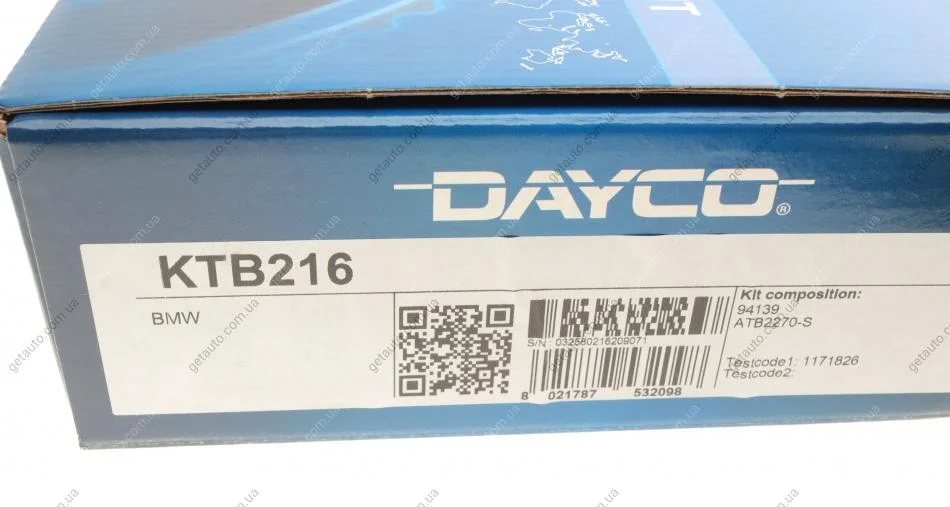 T
DAYCO®
KTB216
BMW
S/N : 032580216209071
8 021787 532098
Kit composition:
94139
ATB2270-S
Testcode1: 1171826
Testcode2:
getauto.com.ua